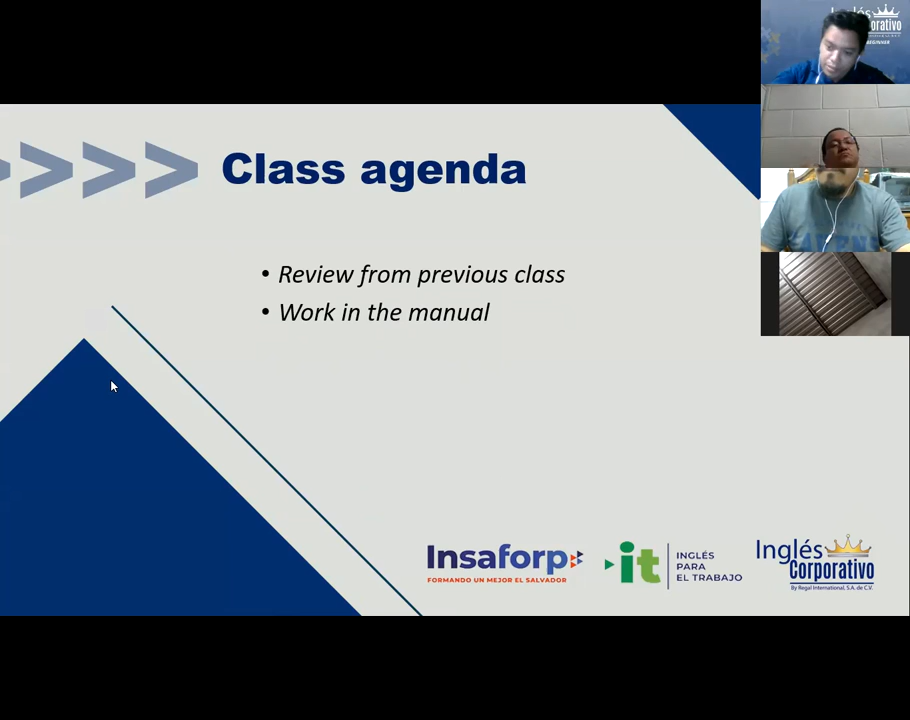 >>>> Class agenda
• Review from previous class
• Work in the manual
Insaforp
FORMANDO UN MEJOR EL SALVADOR
it
INGLÉS
PARA
EL TRABAJO
Inglés
Corporativo
By Regal International, S.A. de C.V.
BEGINNER